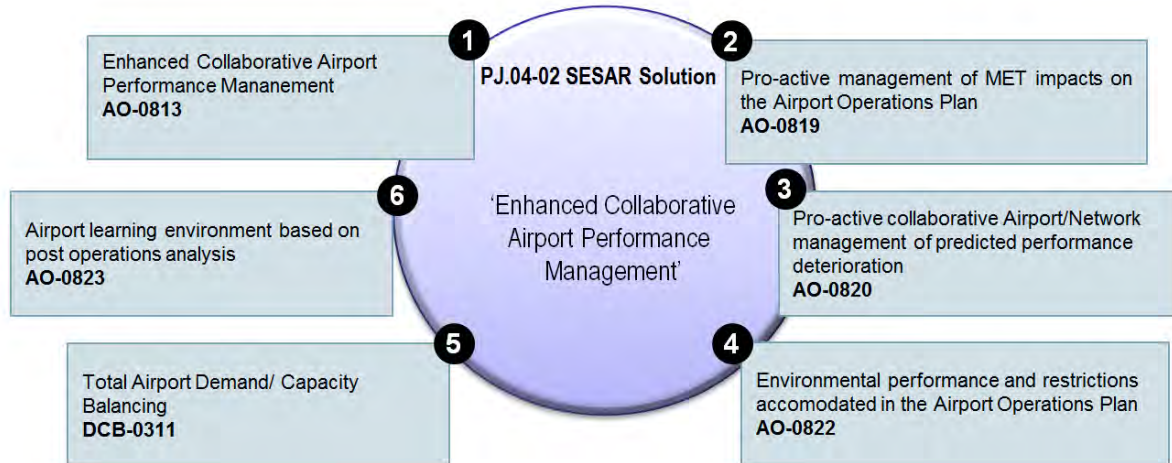 PJ.04-02 SESAR Solution
'Enhanced Collaborative
Airport Performance
Management'
1
Enhanced Collaborative Airport
Performance Mananement
AO-0813
2
Pro-active management of MET impacts on
the Airport Operations Plan
AO-0819
3
Pro-active collaborative Airport/Network
management of predicted performance
deterioration
AO-0820
4
Environmental performance and restrictions
accomodated in the Airport Operations Plan
AO-0822
5
Total Airport Demand/ Capacity
Balancing
DCB-0311
6
Airport learning environment based on
post operations analysis
AO-0823